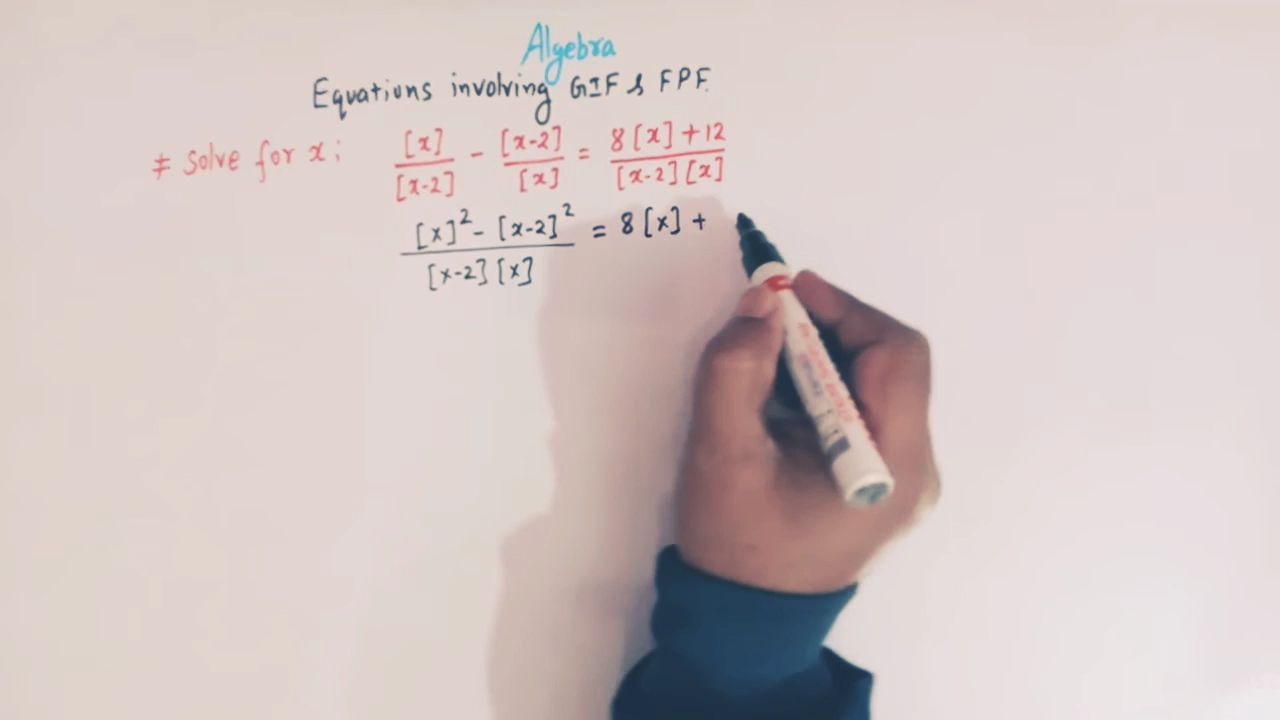 Algebra
Equations involving GIF & FPF.
# Solve for x: [x]/[x-2] - [x-2]/[x] = 8[x]+12/[x-2][x]
[x]² - [x-2]²/[x-2][x] = 8[x] +